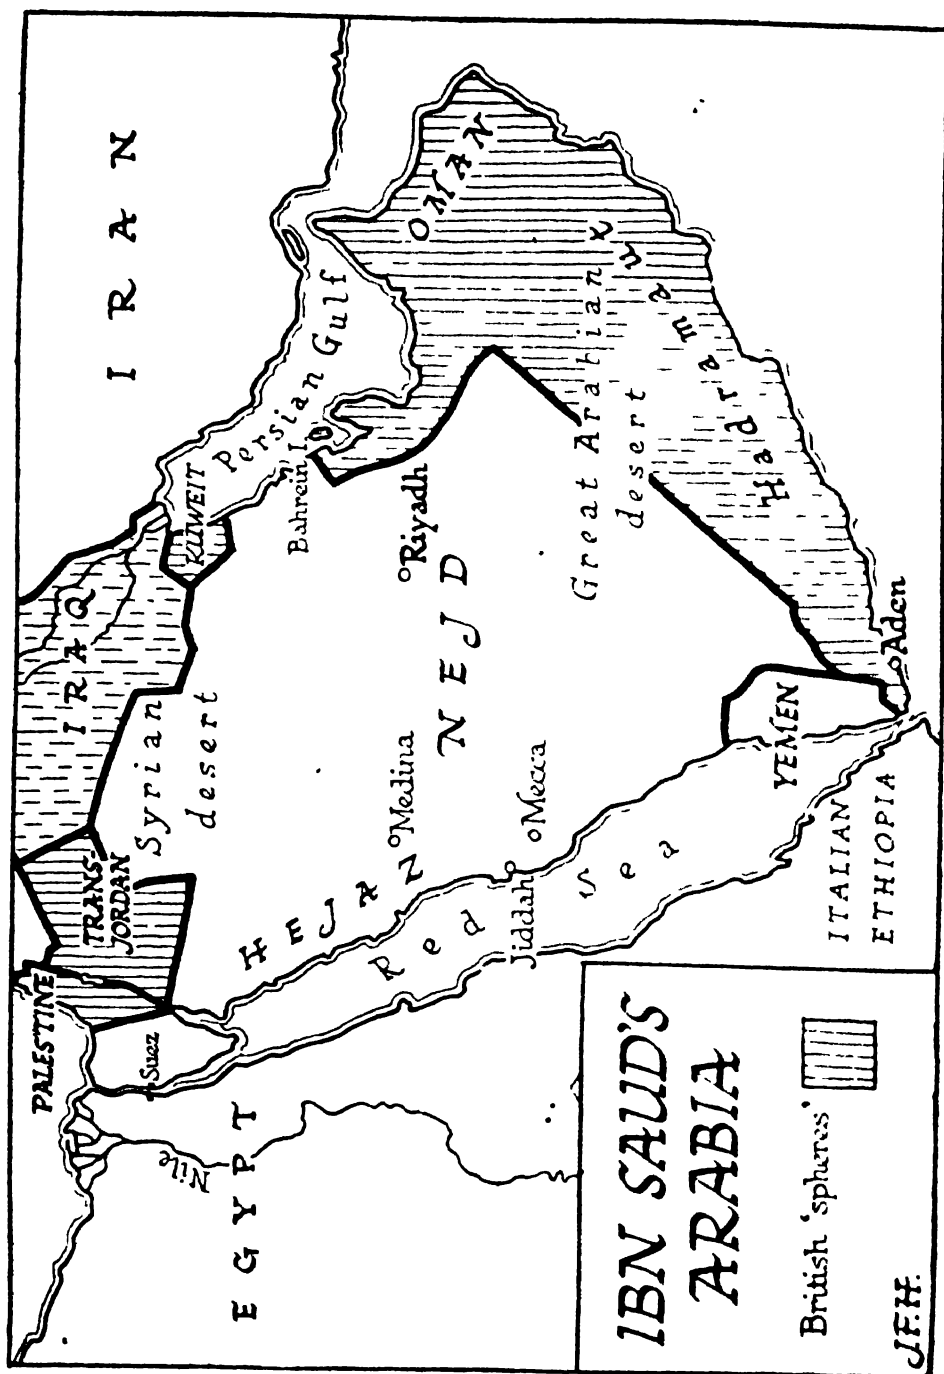 IRAN
IRAQ
KUWEIT
Persian Gulf
Bahrein I.
OMAN
Syrian
desert
TRANS-
JORDAN
PALESTINE
Suez
Nile
EGYPT
HEJAZ
Medina
Riyadh
NEJD
Mecca
Jiddah
Red Sea
Great Arabian
desert
Hadramaut
YEMEN
Aden
ITALIAN
ETHIOPIA
IBN SAUD'S
ARABIA
British 'spheres'
J.F.H.